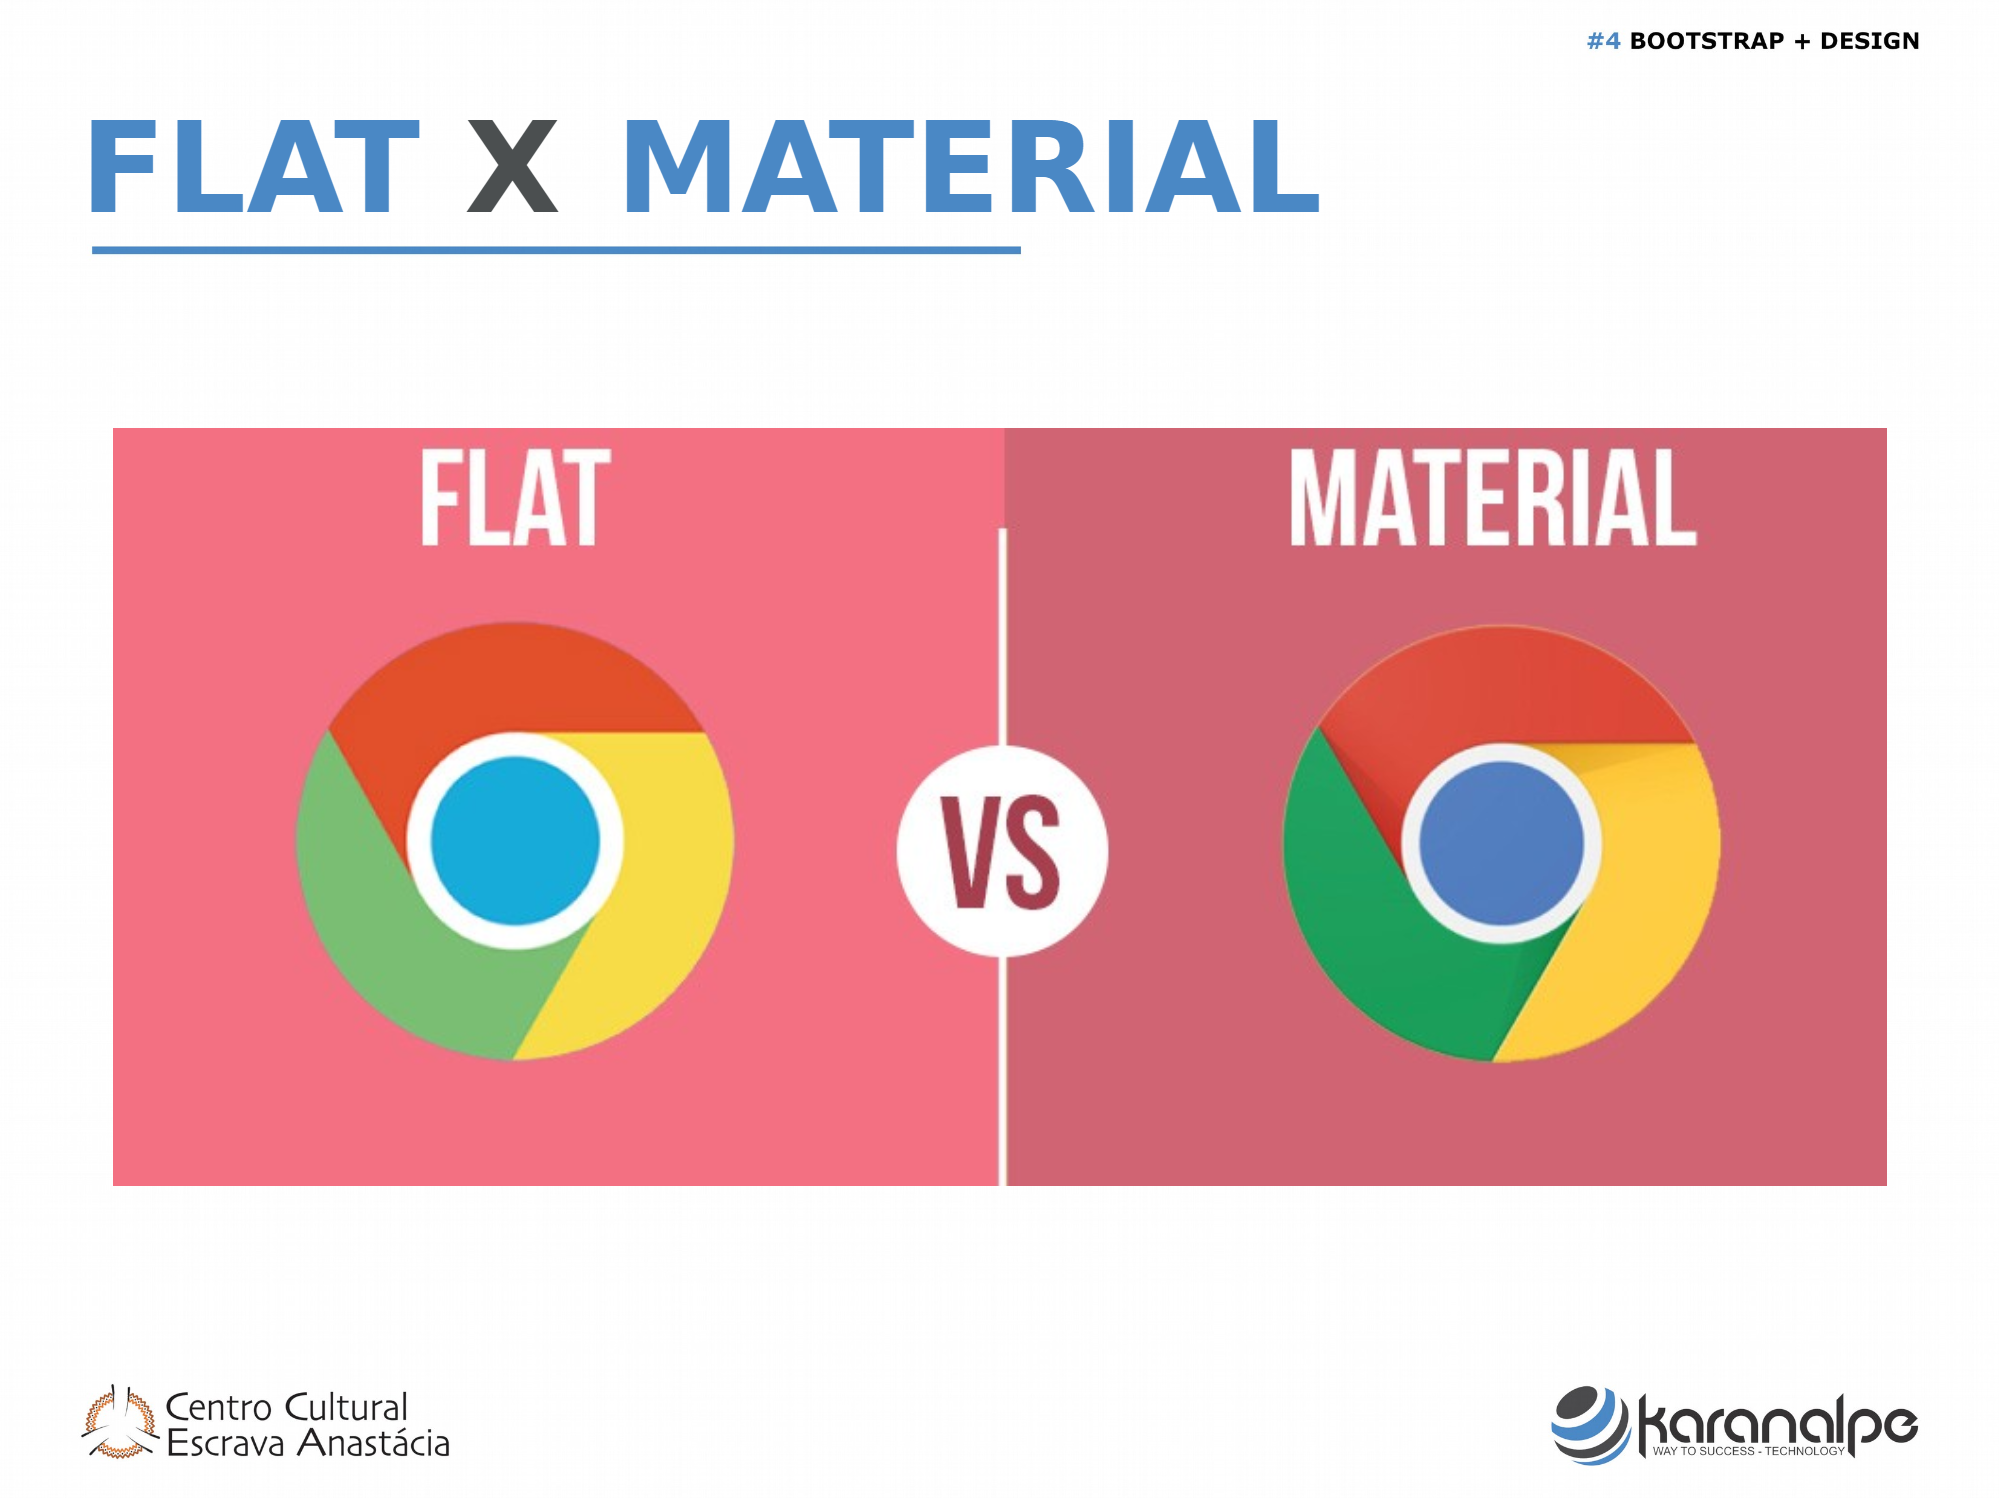 #4 BOOTSTRAP + DESIGN
FLAT X MATERIAL
FLAT
MATERIAL
VS
Centro Cultural
Escrava Anastácia
karanalpe
WAY TO SUCCESS - TECHNOLOGY